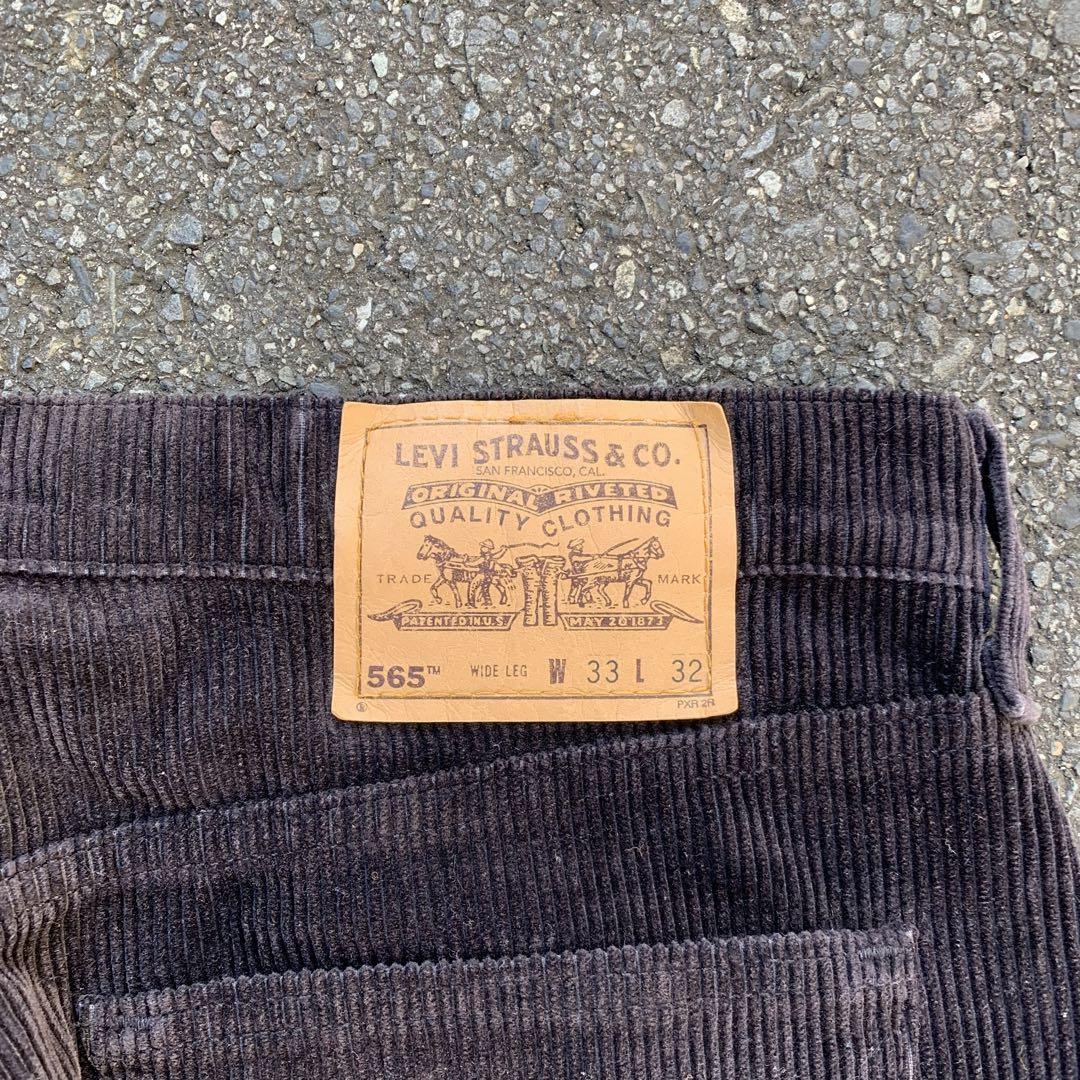 LEVI STRAUSS & CO.
SAN FRANCISCO, CAL.
ORIGINAL RIVETED
QUALITY CLOTHING
TRADE MARK
PATENTED IN U.S. MAY 20 1873
565™ WIDE LEG W 33 L 32
PXR 2R